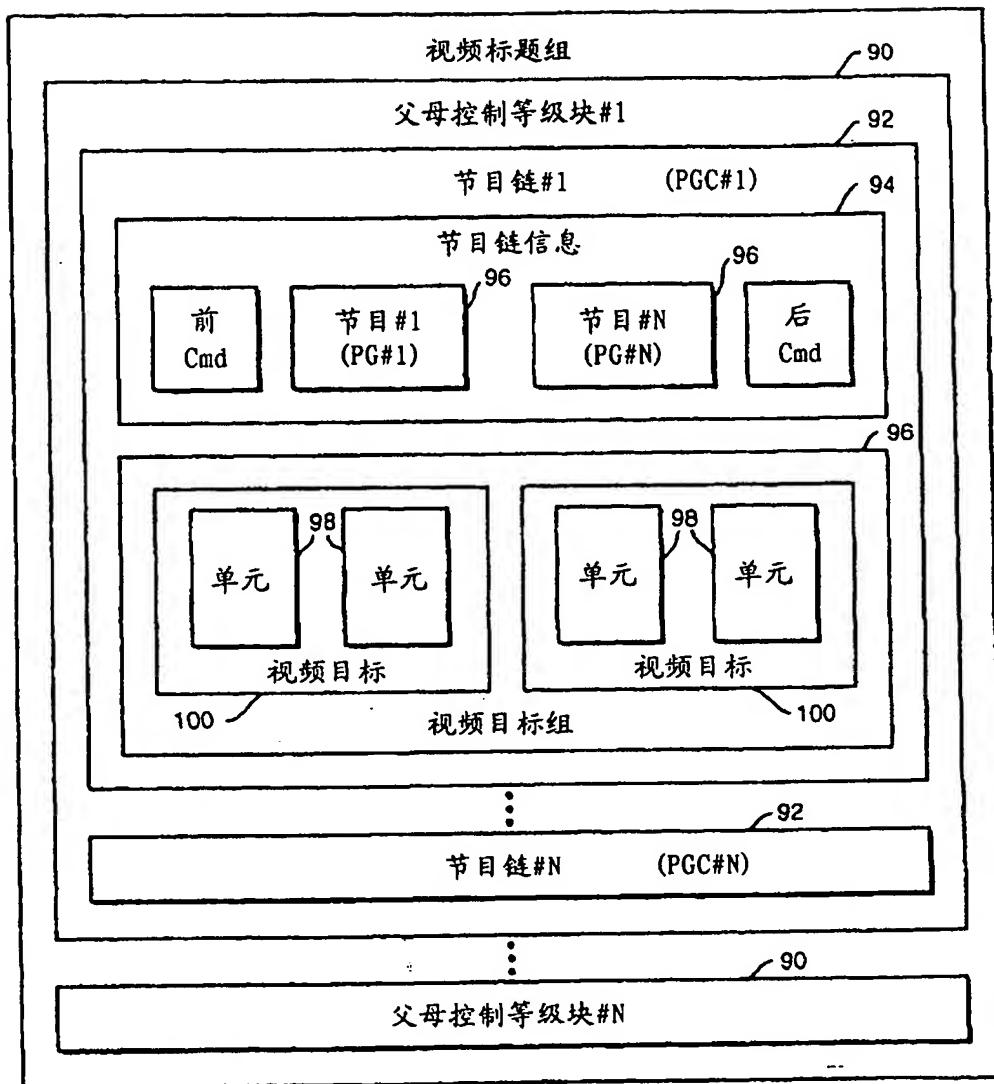 视频标题组
90
父母控制等级块#1
92
节目链#1 (PGC#1)
94
节目链信息
96 96
前 Cmd
节目#1 (PG#1)
节目#N (PG#N)
后 Cmd
96
98 98
单元 单元 单元 单元
视频目标 视频目标
100 视频目标组 100
92
节目链#N (PGC#N)
90
父母控制等级块#N